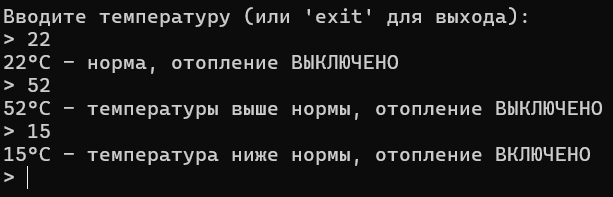 Введите температуру (или 'exit' для выхода):
> 22
22°C – норма, отопление ВЫКЛЮЧЕНО
> 52
52°C – температуры выше нормы, отопление ВЫКЛЮЧЕНО
> 15
15°C – температура ниже нормы, отопление ВКЛЮЧЕНО
>